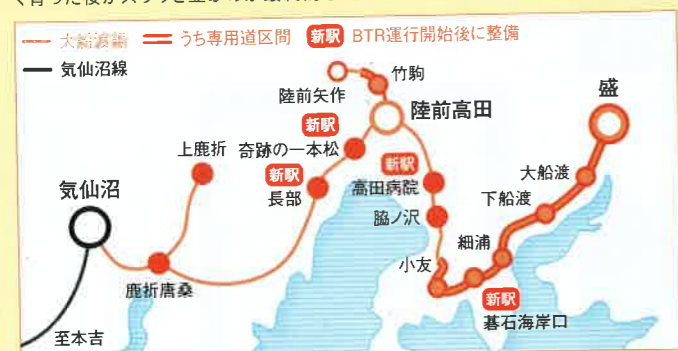 大船渡線 うち専用道区間 新駅 BTR運行開始後に整備
気仙沼線
竹駒
陸前矢作
盛
陸前高田
新駅
上鹿折 奇跡の一本松
新駅
新駅
大船渡
長部
高田病院
気仙沼
下船渡
脇ノ沢
細浦
小友
鹿折唐桑
新駅
碁石海岸口
至本吉